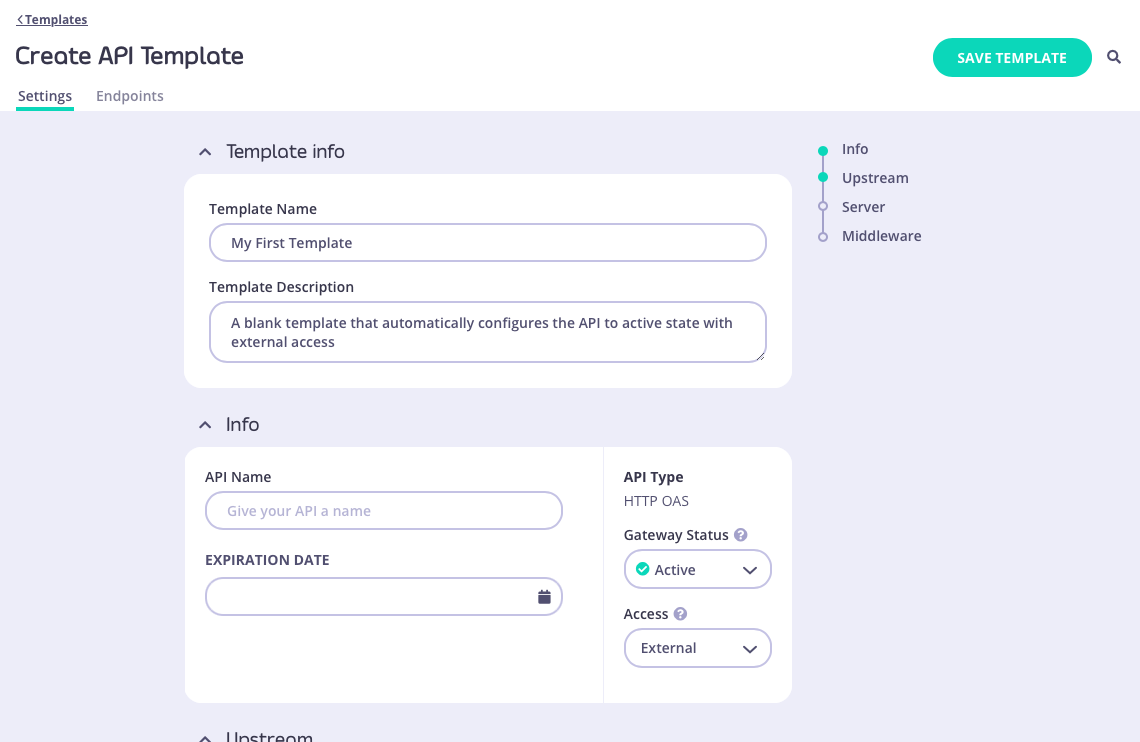 Templates
Create API Template
SAVE TEMPLATE
Settings
Endpoints
Template info
Template Name
My First Template
Template Description
A blank template that automatically configures the API to active state with
external access
Info
Upstream
Server
Middleware
Info
API Name
Give your API a name
EXPIRATION DATE
API Type
HTTP OAS
Gateway Status ?
Active
Access ?
External
Upstream